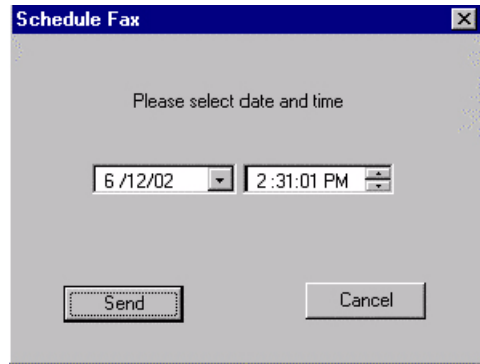 Schedule Fax
Please select date and time
6 /12/02 2 :31:01 PM
Send Cancel